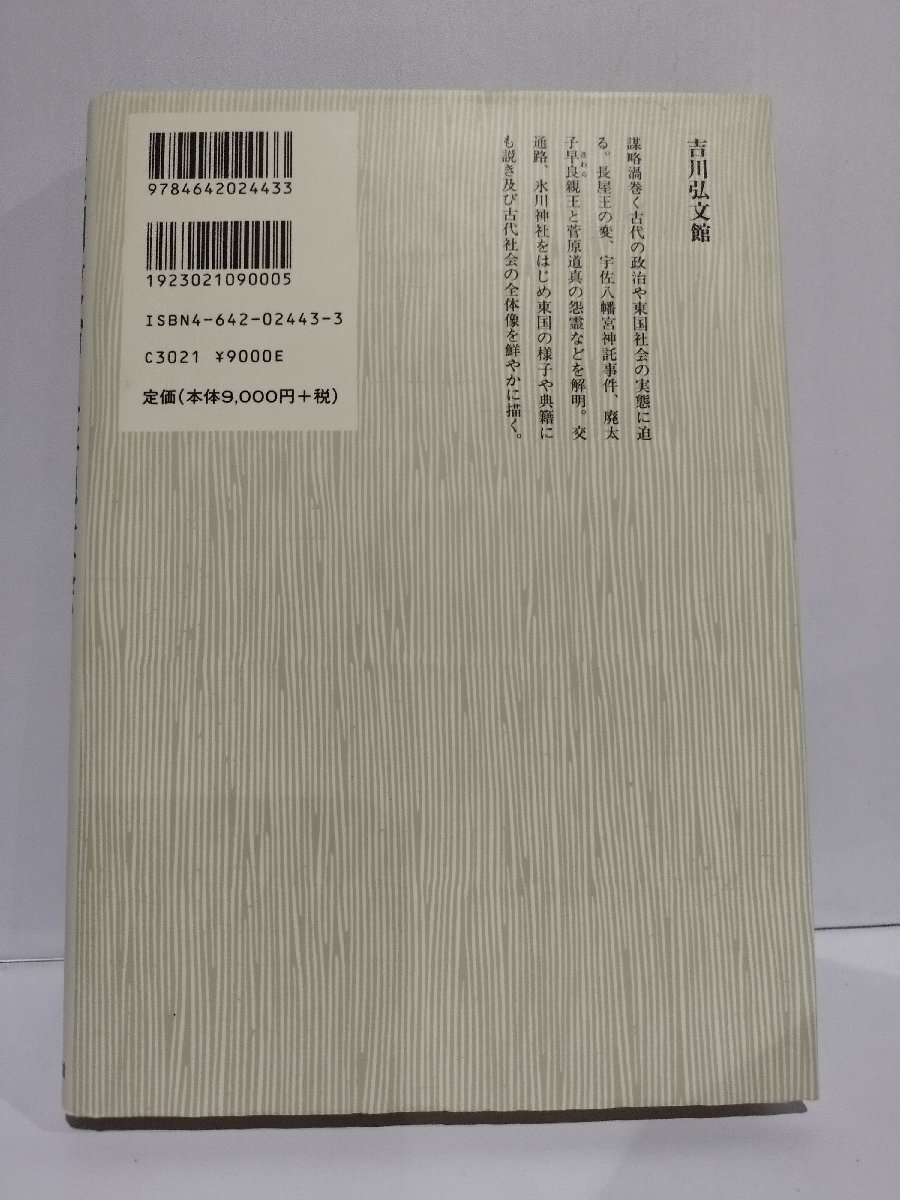 吉川弘文館
謀略渦巻く古代の政治や東国社会の実態に迫
る。長屋王の変、宇佐八幡宮神託事件、廃太
子早良親王と菅原道真の怨霊などを解明。交
さわら
通路、氷川神社をはじめ東国の様子や典籍に
も説き及び古代社会の全体像を鮮やかに描く。
9784642024433
1923021090005
ISBN4-642-02443-3
C3021 ¥9000E
定価(本体9,000円+税)